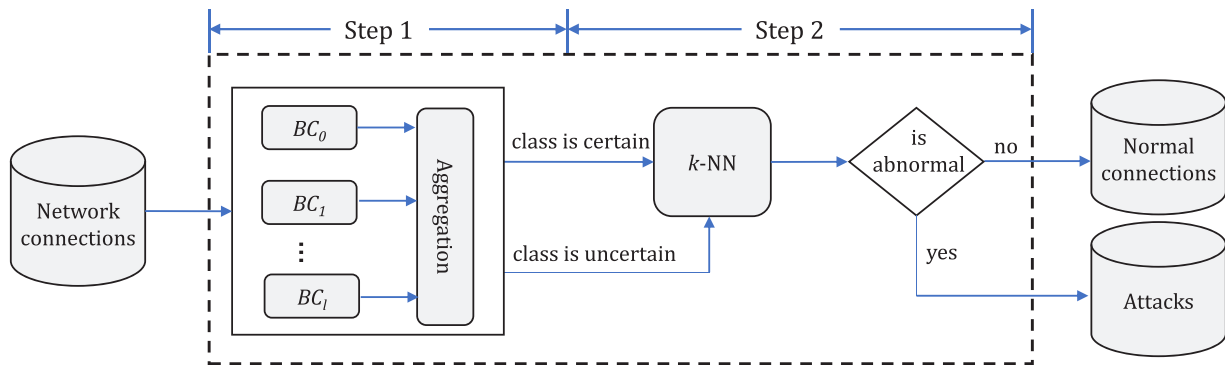 Step 1
Step 2
BC0
BC1
⋮
BCl
Aggregation
Network
connections
class is certain
class is uncertain
k-NN
is
abnormal
no
yes
Normal
connections
Attacks